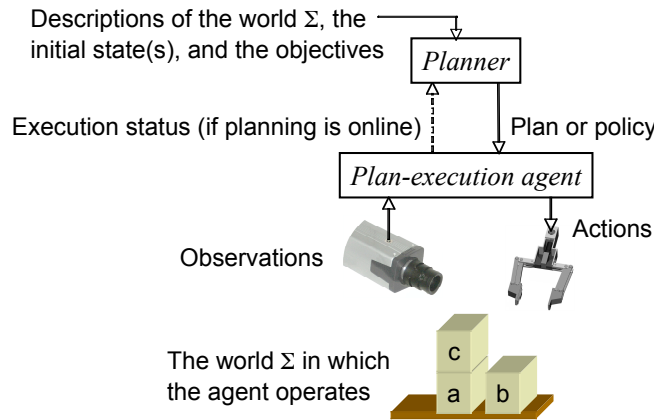 Descriptions of the world Σ, the
initial state(s), and the objectives
Planner
Execution status (if planning is online)
Plan or policy
Plan-execution agent
Observations
Actions
The world Σ in which
the agent operates
c
a
b